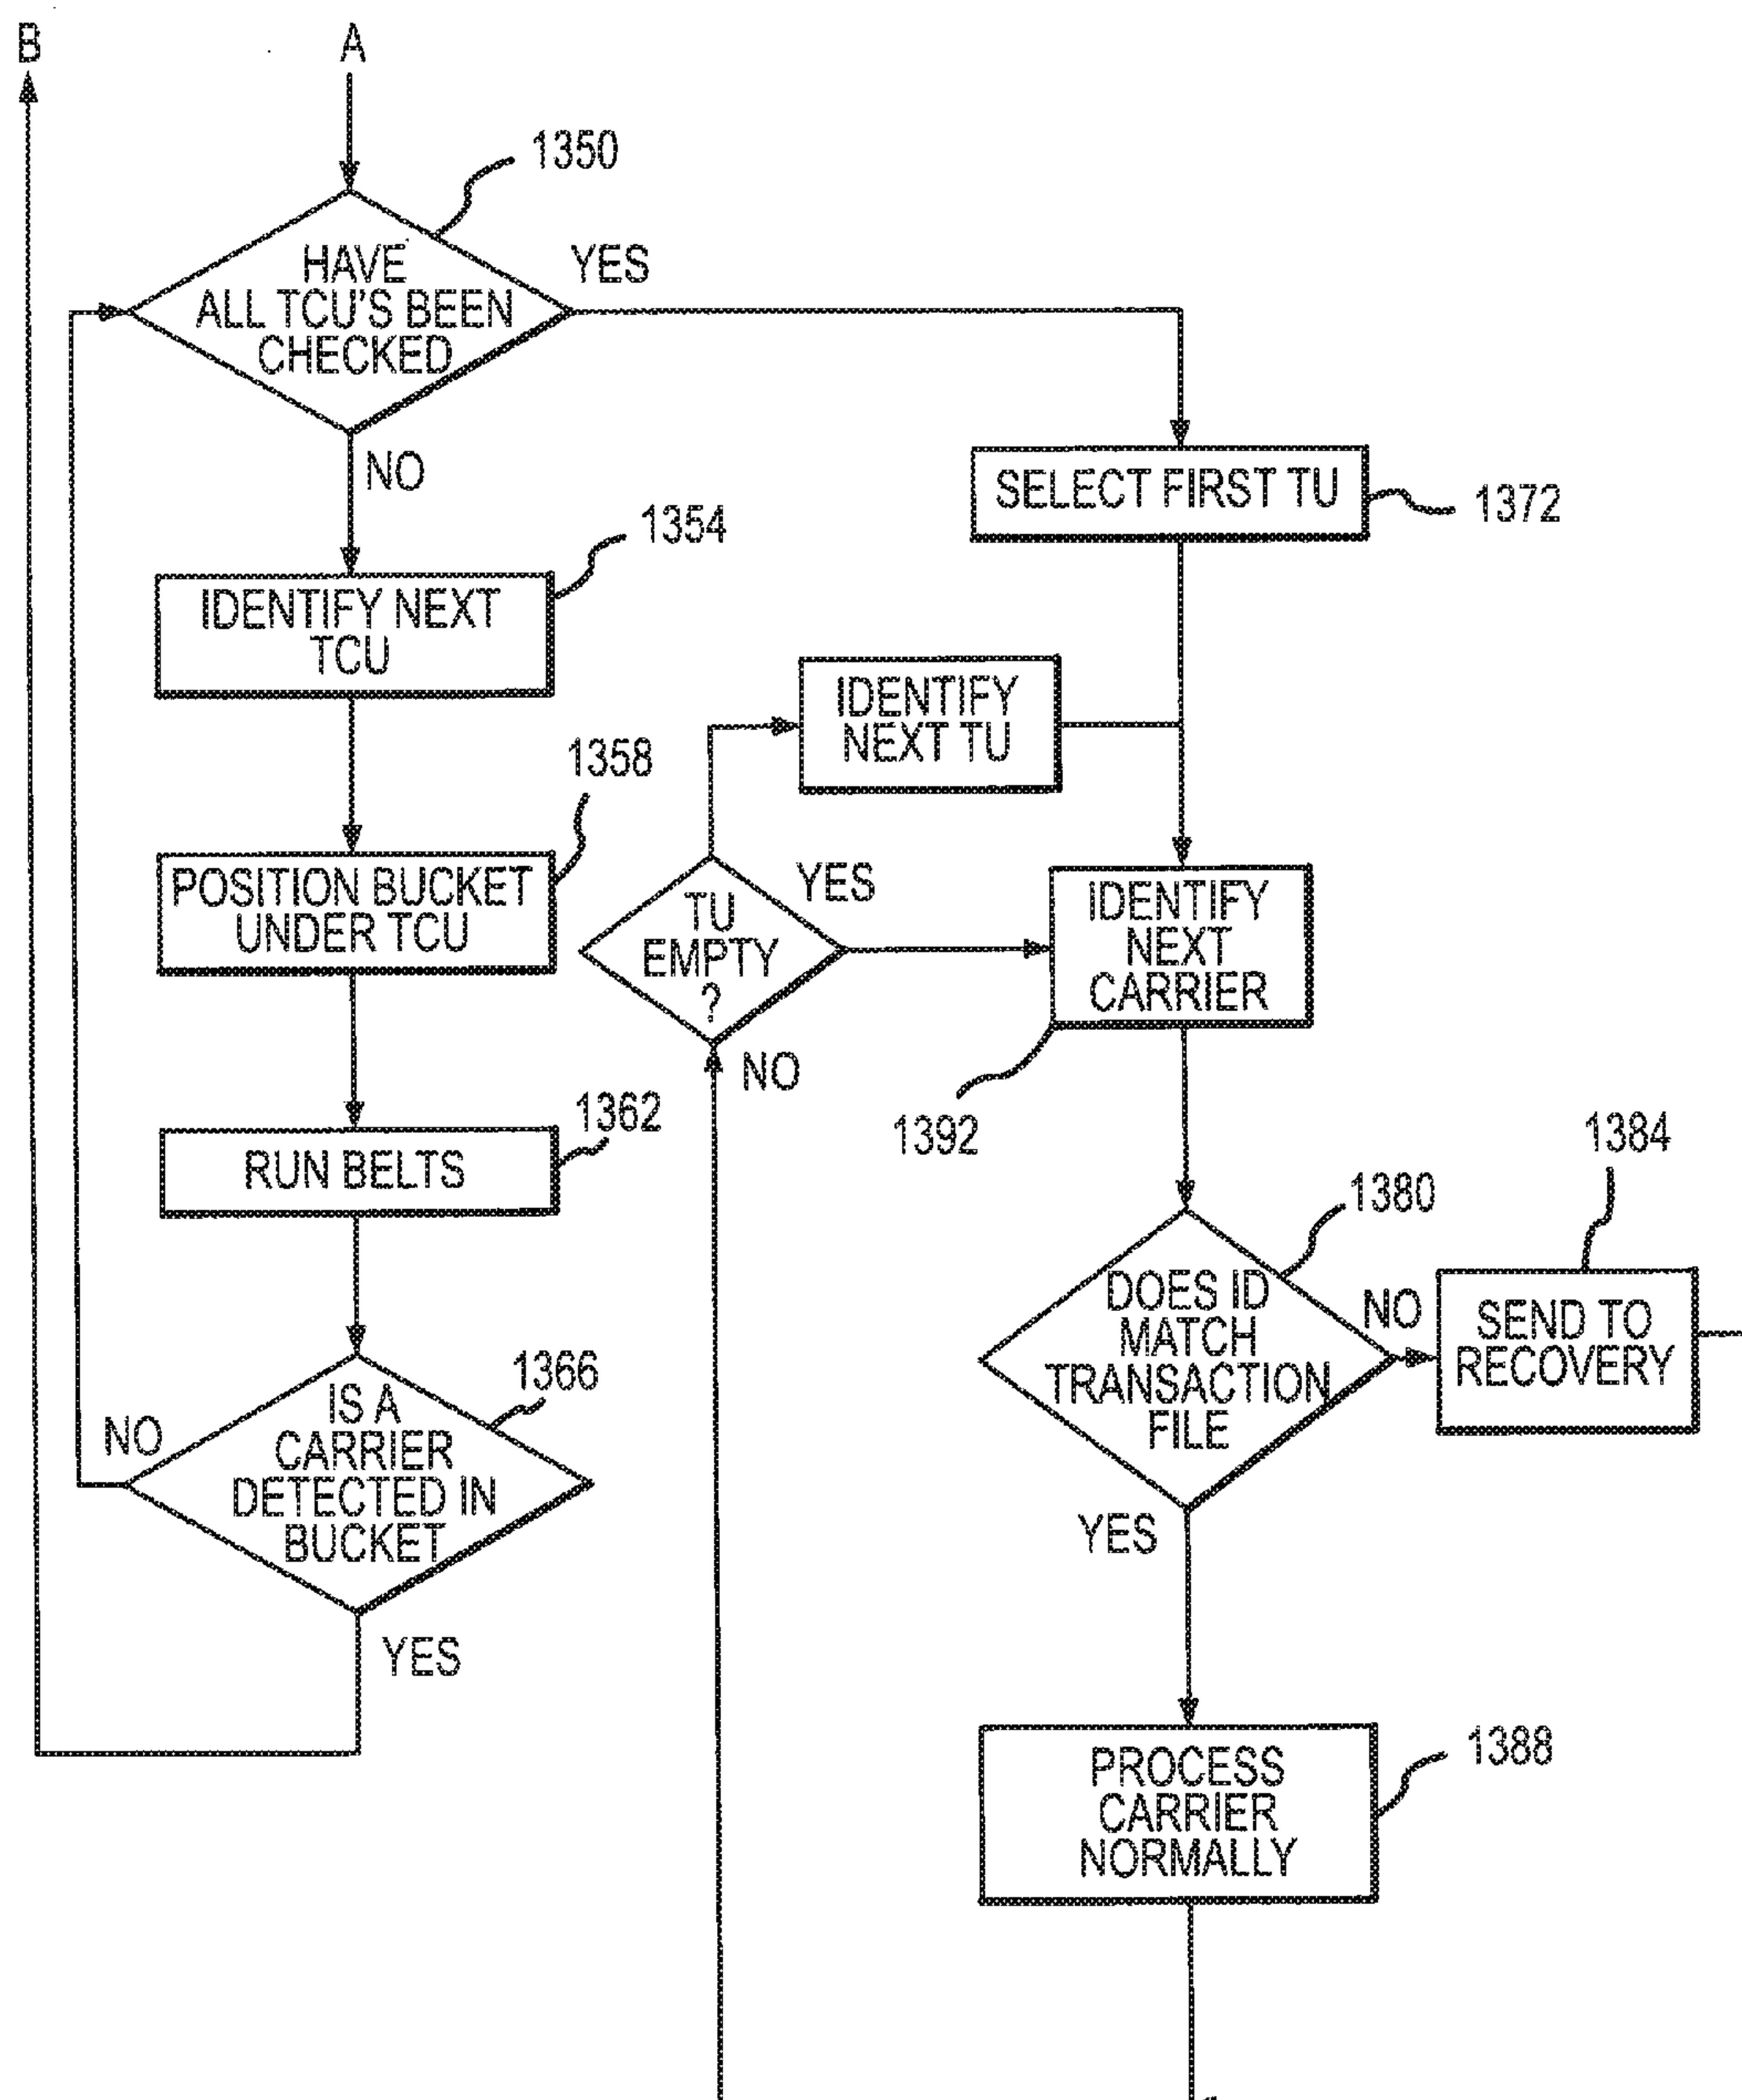 B
A
1350
HAVE
ALL TCU'S BEEN
CHECKED
YES
NO
1354
IDENTIFY NEXT
TCU
1358
POSITION BUCKET
UNDER TCU
1362
RUN BELTS
1366
IS A
CARRIER
DETECTED IN
BUCKET
NO
YES
SELECT FIRST TU
1372
IDENTIFY
NEXT TU
TU
EMPTY
?
YES
NO
IDENTIFY
NEXT
CARRIER
1392
1380
DOES ID
MATCH
TRANSACTION
FILE
NO
1384
SEND TO
RECOVERY
YES
1388
PROCESS
CARRIER
NORMALLY